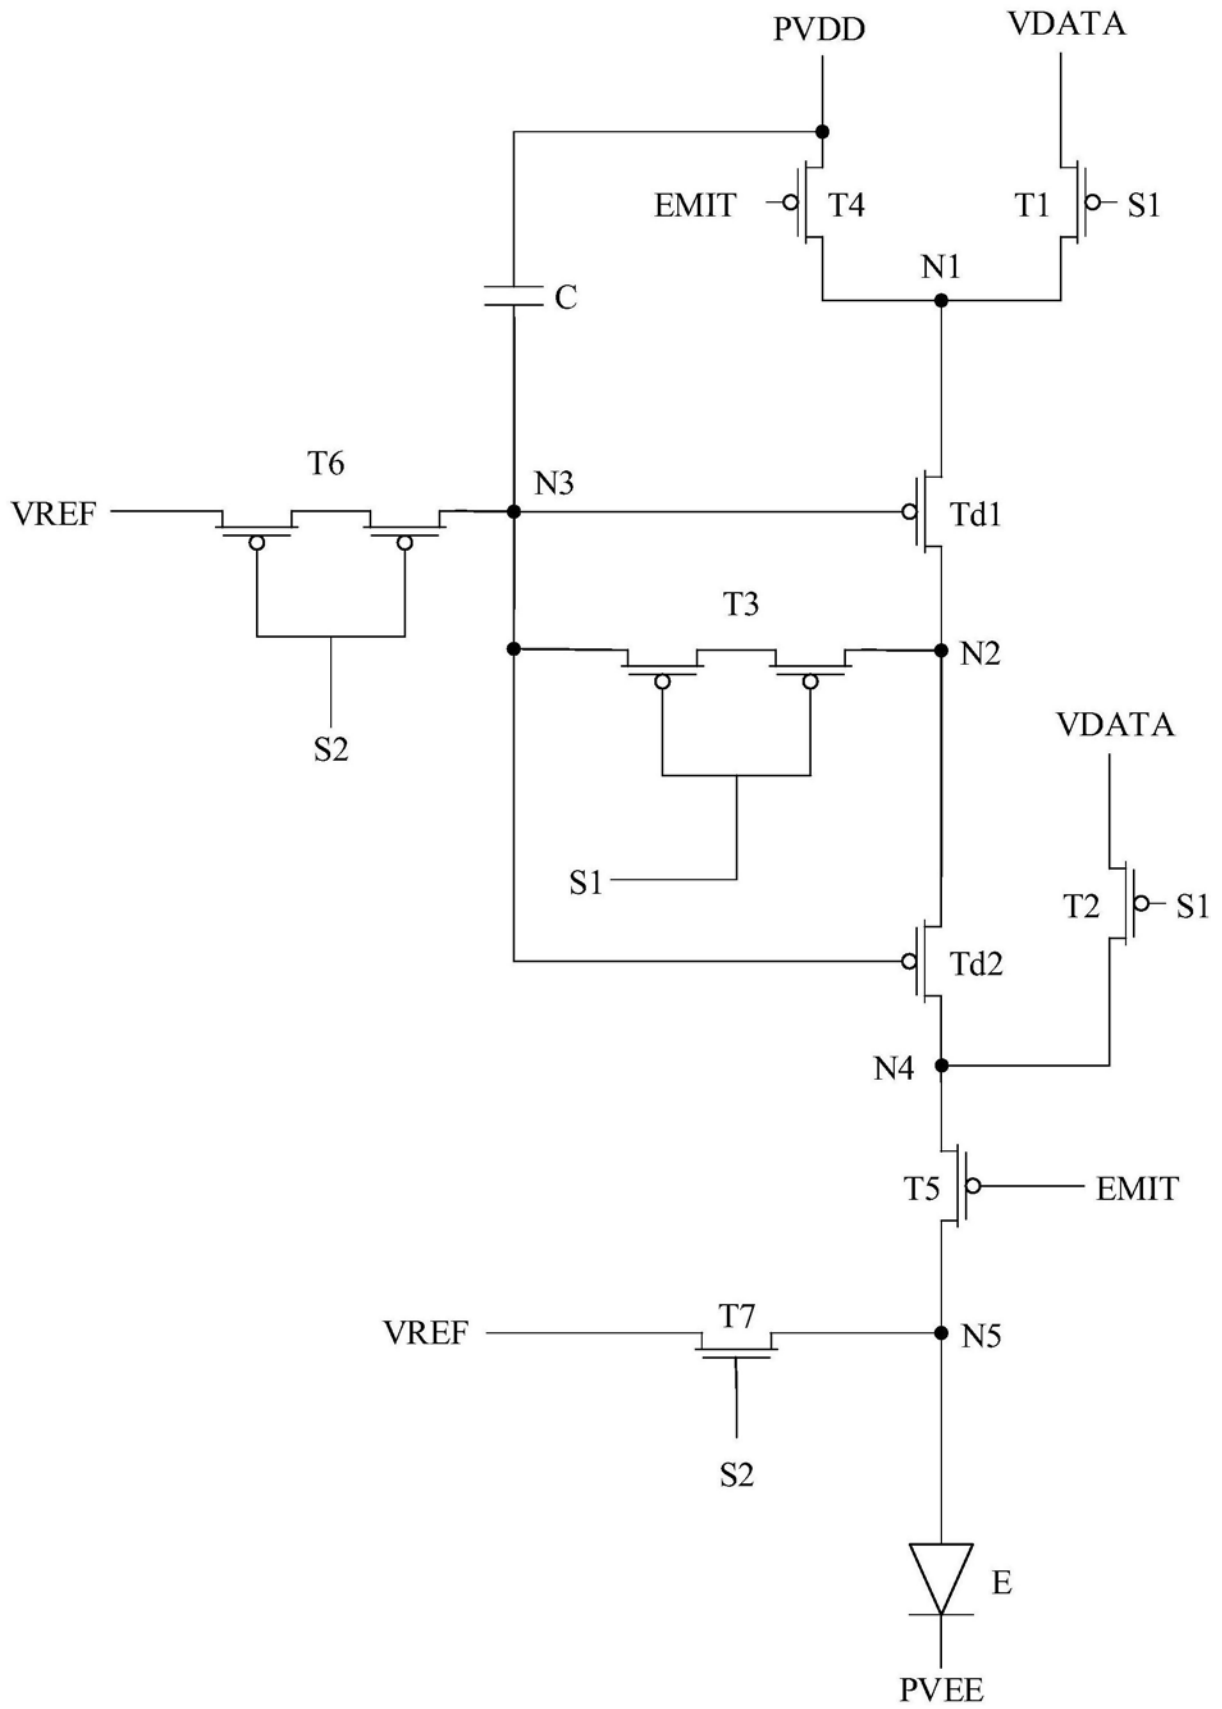 PVDD
VDATA
EMIT
T4
T1
S1
N1
C
T6
N3
VREF
Td1
T3
N2
S2
VDATA
S1
T2
S1
Td2
N4
T5
EMIT
T7
VREF
N5
S2
E
PVEE